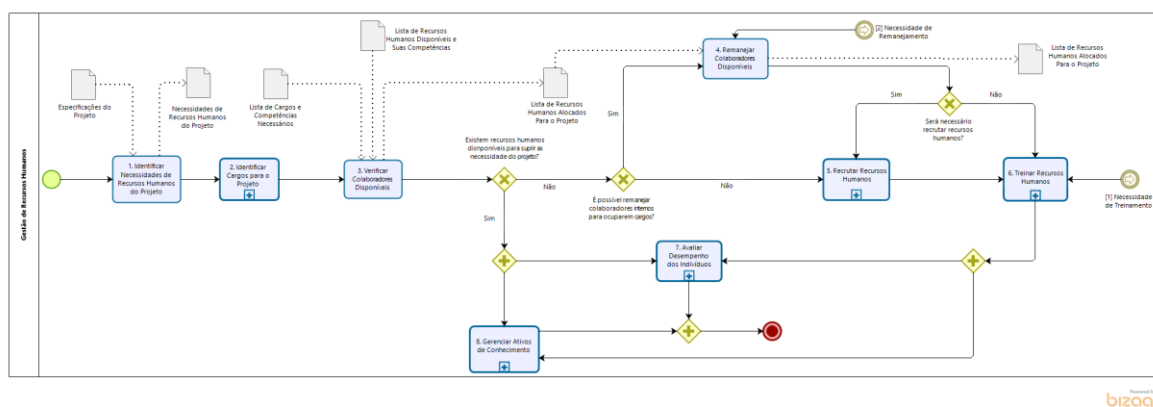 Gestão de Recursos Humanos
Especificações do
Projeto
Necessidades de
Recursos Humanos
do Projeto
Lista de Cargos e
Competências
Necessários
Lista de Recursos
Humanos Disponíveis e
Suas Competências
Lista de Recursos
Humanos Alocados
Para o Projeto
4. Remanejar
Colaboradores
Disponíveis
[2] Necessidade de
Remanejamento
Lista de Recursos
Humanos Alocados
Para o Projeto
1. Identificar
Necessidades de
Recursos Humanos
do Projeto
2. Identificar
Cargos para o
Projeto
3. Verificar
Colaboradores
Disponíveis
Existem recursos humanos
disnponíveis para suprir as
necessidade do projeto?
Não
Sim
Sim
É possível remanejar
colaboradores internos
para ocuparem cargos?
Não
Sim
Não
Será necessário
recrutar recursos
humanos?
5. Recrutar Recursos
Humanos
6. Treinar Recursos
Humanos
[1] Necessidade
de Treinamento
7. Avaliar
Desempenho
dos Indivíduos
8. Gerenciar Ativos
de Conhecimento
Powered by
bizagi